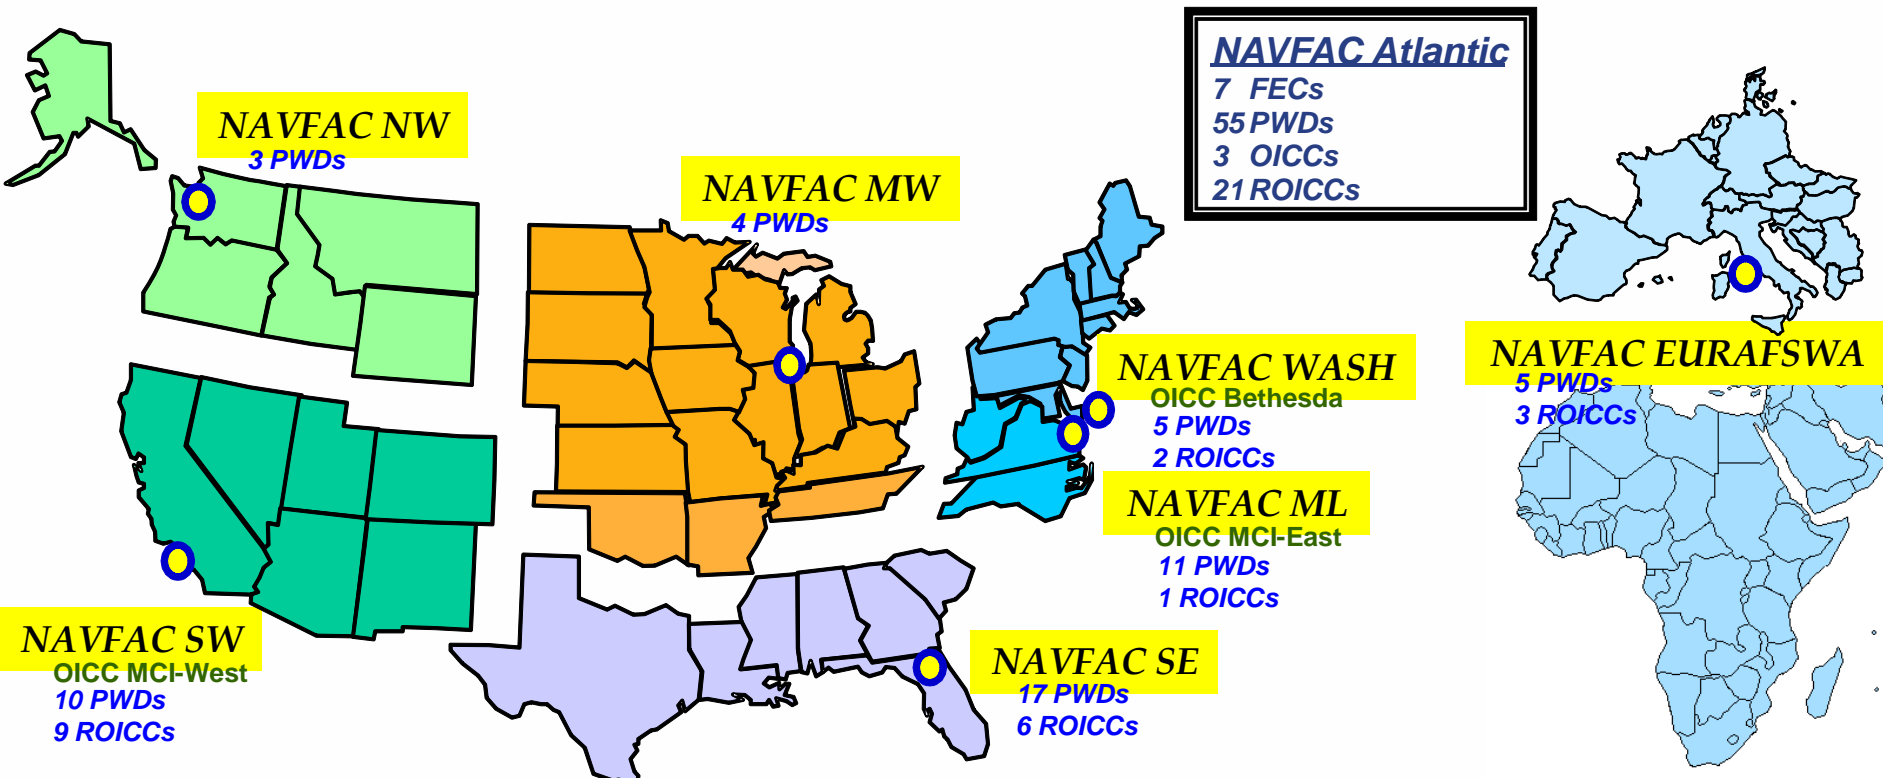 NAVFAC Atlantic
7 FECs
55 PWDs
3 OICCs
21 ROICCs
NAVFAC NW
3 PWDs
NAVFAC MW
4 PWDs
NAVFAC WASH
OICC Bethesda
5 PWDs
2 ROICCs
NAVFAC EURAFSWA
5 PWDs
3 ROICCs
NAVFAC ML
OICC MCI-East
11 PWDs
1 ROICCs
NAVFAC SW
OICC MCI-West
10 PWDs
9 ROICCs
NAVFAC SE
17 PWDs
6 ROICCs